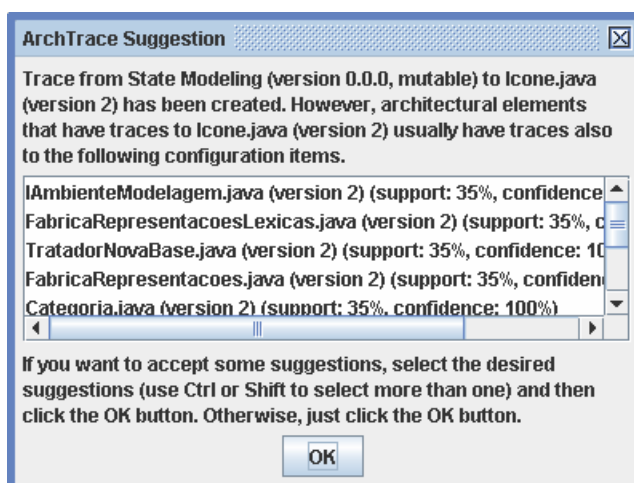 ArchTrace Suggestion
Trace from State Modeling (version 0.0.0, mutable) to Icone.java
(version 2) has been created. However, architectural elements
that have traces to Icone.java (version 2) usually have traces also
to the following configuration items.
IAmbienteModelagem.java (version 2) (support: 35%, confidence
FabricaRepresentacoesLexicas.java (version 2) (support: 35%, c
TratadorNovaBase.java (version 2) (support: 35%, confidence: 10
FabricaRepresentacoes.java (version 2) (support: 35%, confiden
Categoria.java (version 2) (support: 35%, confidence: 100%)
If you want to accept some suggestions, select the desired
suggestions (use Ctrl or Shift to select more than one) and then
click the OK button. Otherwise, just click the OK button.
OK